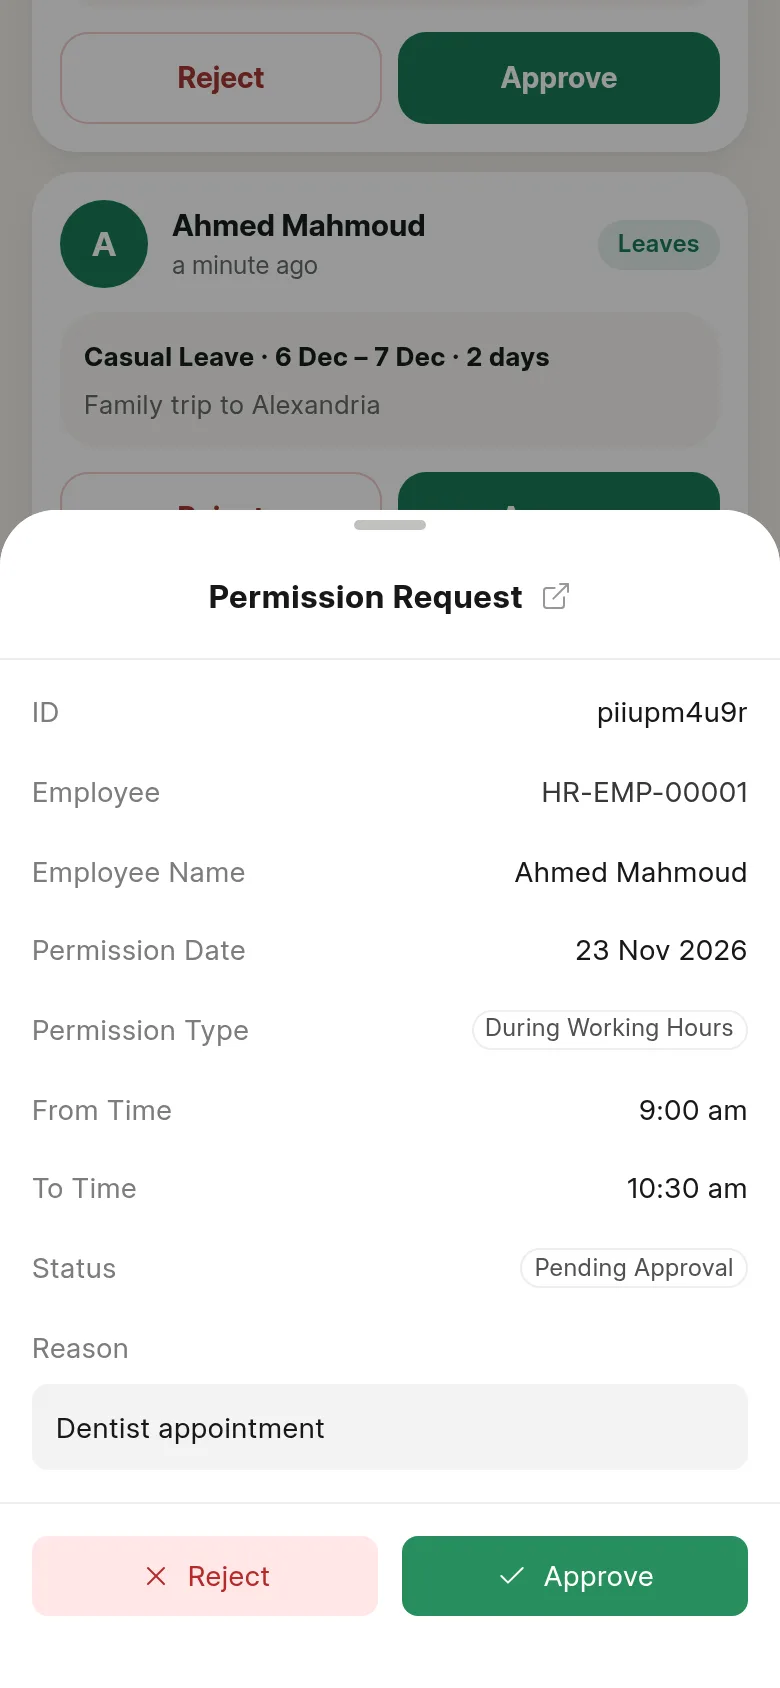 Reject
Approve
A
Ahmed Mahmoud
a minute ago
Leaves
Casual Leave · 6 Dec – 7 Dec · 2 days
Family trip to Alexandria
Permission Request
ID
piiupm4u9r
Employee
HR-EMP-00001
Employee Name
Ahmed Mahmoud
Permission Date
23 Nov 2026
Permission Type
During Working Hours
From Time
9:00 am
To Time
10:30 am
Status
Pending Approval
Reason
Dentist appointment
Reject
Approve